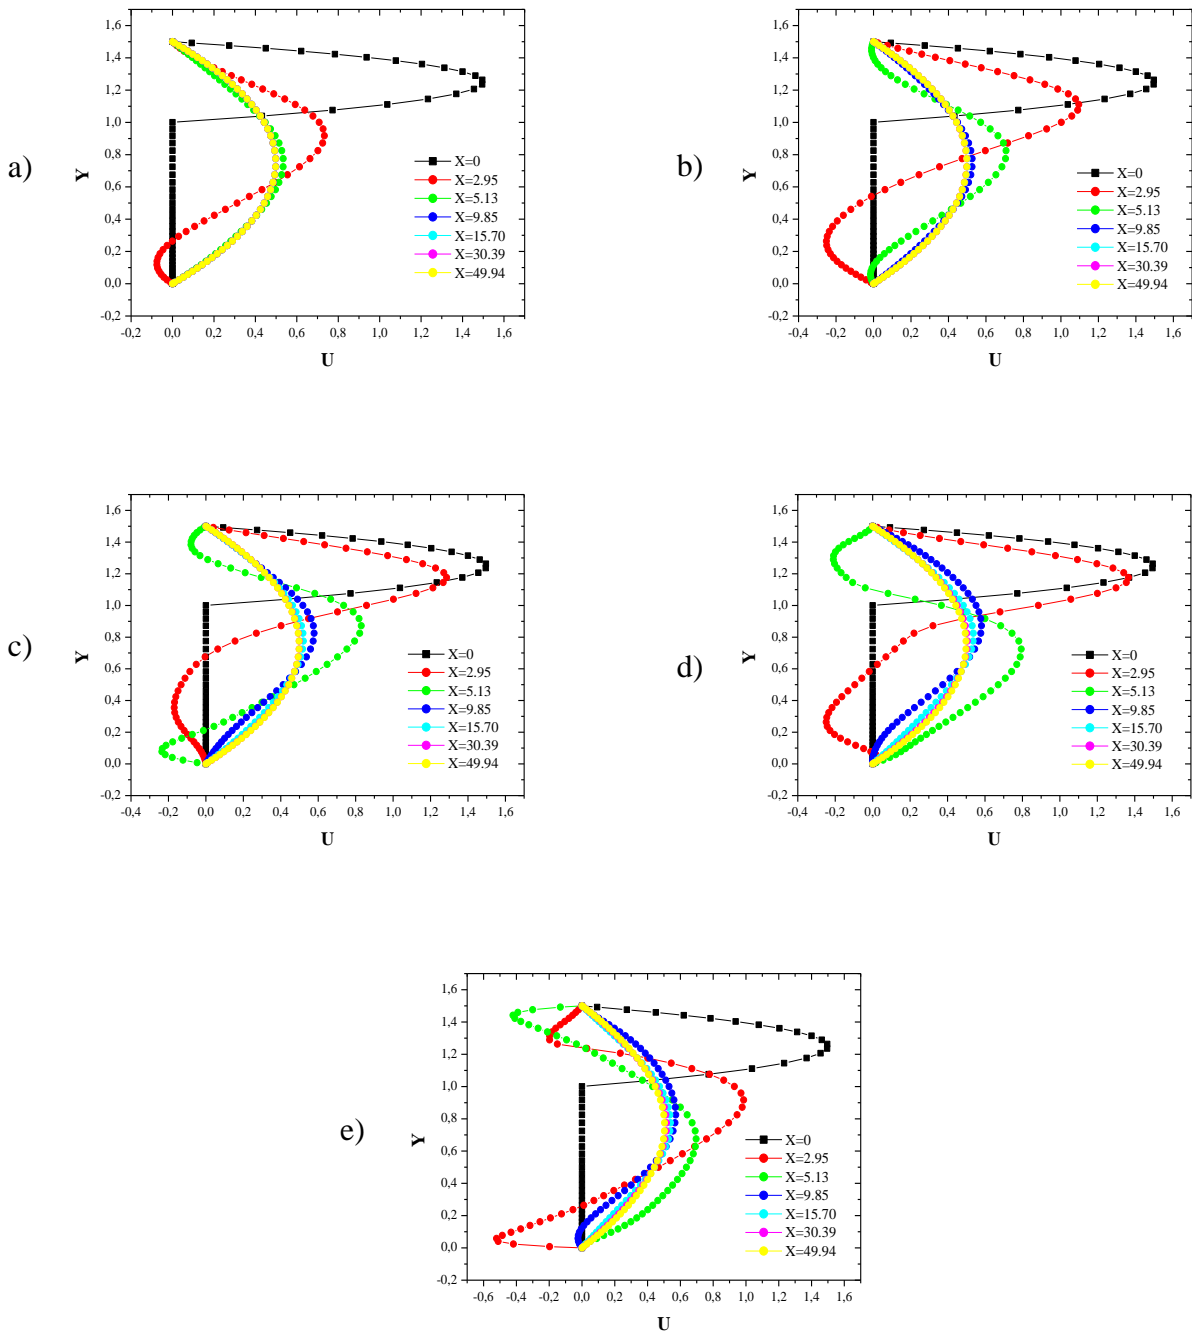 a)
1,6
1,4
1,2
1,0
0,8
0,6
0,4
0,2
0,0
-0,2
Y
-0,2 0,0 0,2 0,4 0,6 0,8 1,0 1,2 1,4 1,6
U
X=0
X=2.95
X=5.13
X=9.85
X=15.70
X=30.39
X=49.94
b)
1,6
1,4
1,2
1,0
0,8
0,6
0,4
0,2
0,0
-0,2
Y
-0,4 -0,2 0,0 0,2 0,4 0,6 0,8 1,0 1,2 1,4 1,6
U
X=0
X=2.95
X=5.13
X=9.85
X=15.70
X=30.39
X=49.94
c)
1,6
1,4
1,2
1,0
0,8
0,6
0,4
0,2
0,0
-0,2
Y
-0,4 -0,2 0,0 0,2 0,4 0,6 0,8 1,0 1,2 1,4 1,6
U
X=0
X=2.95
X=5.13
X=9.85
X=15.70
X=30.39
X=49.94
d)
1,6
1,4
1,2
1,0
0,8
0,6
0,4
0,2
0,0
-0,2
Y
-0,4 -0,2 0,0 0,2 0,4 0,6 0,8 1,0 1,2 1,4 1,6
U
X=0
X=2.95
X=5.13
X=9.85
X=15.70
X=30.39
X=49.94
e)
1,6
1,4
1,2
1,0
0,8
0,6
0,4
0,2
0,0
-0,2
Y
-0,6 -0,4 -0,2 0,0 0,2 0,4 0,6 0,8 1,0 1,2 1,4 1,6
U
X=0
X=2.95
X=5.13
X=9.85
X=15.70
X=30.39
X=49.94